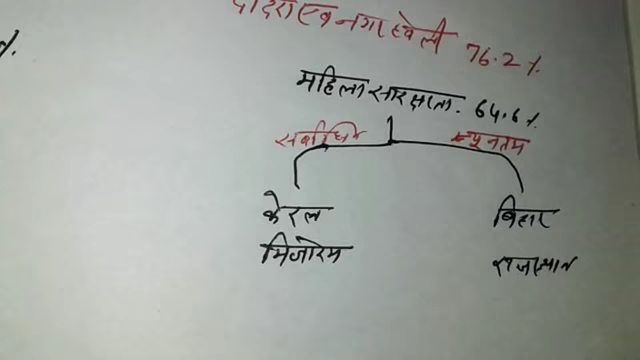 दादरा एव नगर हवेली 76.2%
%.
महिला साक्षरता. 64.6%
सर्वाधिक न्यूनतम
केरल बिहार
मिजोरम राजस्थान